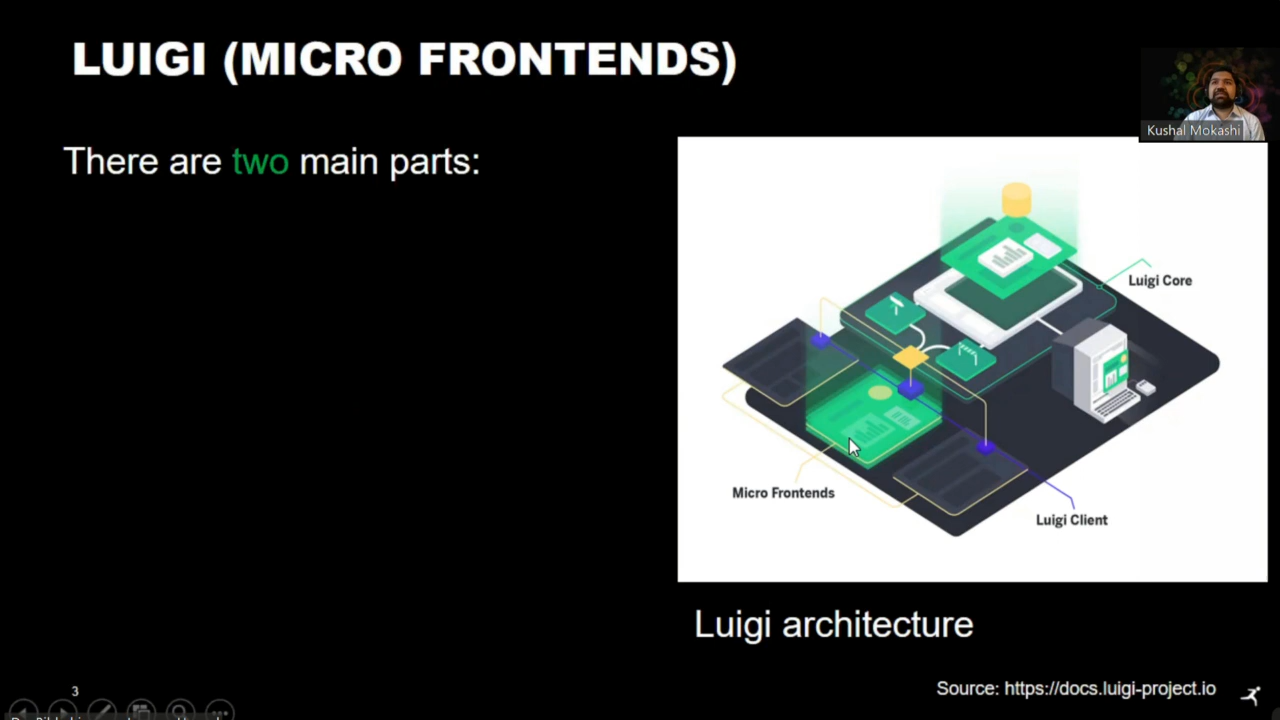 LUIGI (MICRO FRONTENDS)
Kushal Mokashi
There are two main parts:
Luigi Core
Micro Frontends
Luigi Client
Luigi architecture
Source: https://docs.luigi-project.io
3